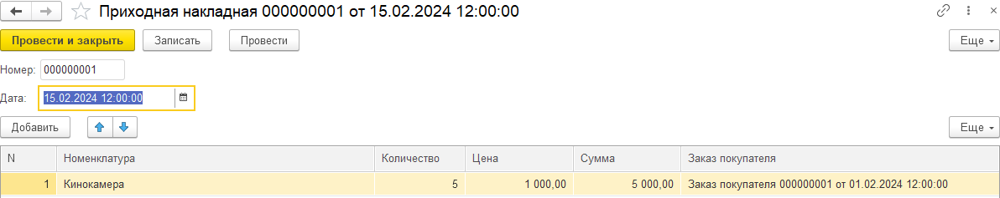 Приходная накладная 000000001 от 15.02.2024 12:00:00
Провести и закрыть Записать Провести Еще
Номер: 000000001
Дата: 15.02.2024 12:00:00
Добавить Еще
N Номенклатура Количество Цена Сумма Заказ покупателя
1 Кинокамера 5 1 000,00 5 000,00 Заказ покупателя 000000001 от 01.02.2024 12:00:00